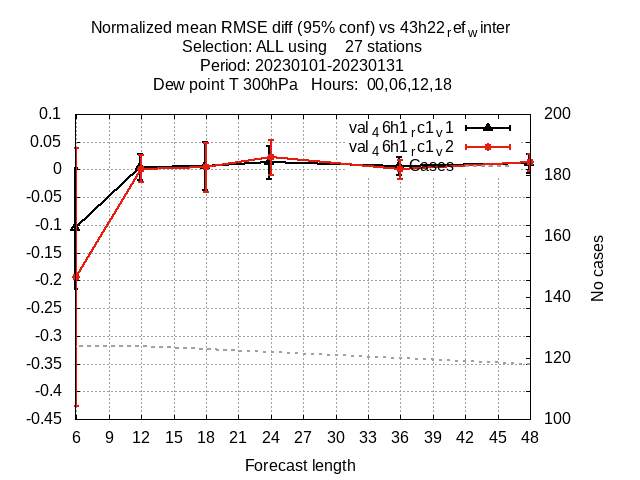 Normalized mean RMSE diff (95% conf) vs 43h22refwinter
Selection: ALL using    27 stations
Period: 20230101-20230131
Dew point T 300hPa   Hours:  00,06,12,18
val46h1rc1v1
val46h1rc1v2
Cases
0.1
0.05
0
-0.05
-0.1
-0.15
-0.2
-0.25
-0.3
-0.35
-0.4
-0.45
200
180
160
140
120
100
No cases
6 9 12 15 18 21 24 27 30 33 36 39 42 45 48
Forecast length